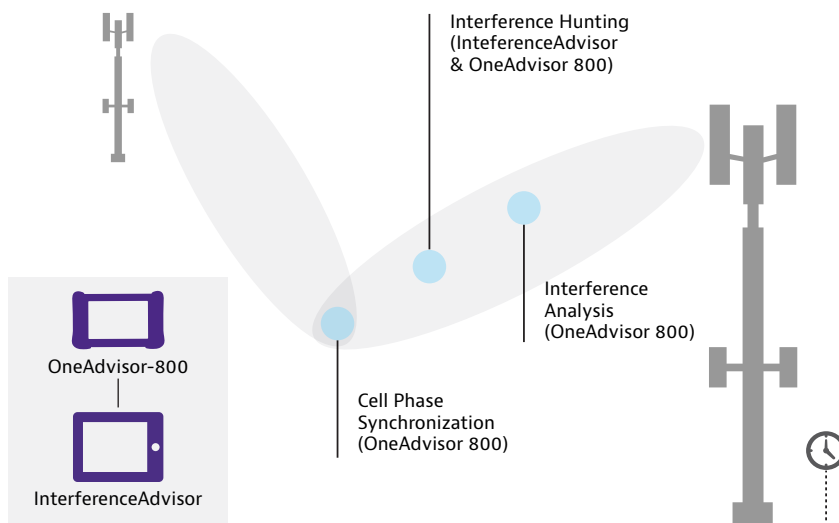 Interference Hunting
(InteferenceAdvisor
& OneAdvisor 800)
Interference
Analysis
(OneAdvisor 800)
Cell Phase
Synchronization
(OneAdvisor 800)
OneAdvisor-800
InterferenceAdvisor